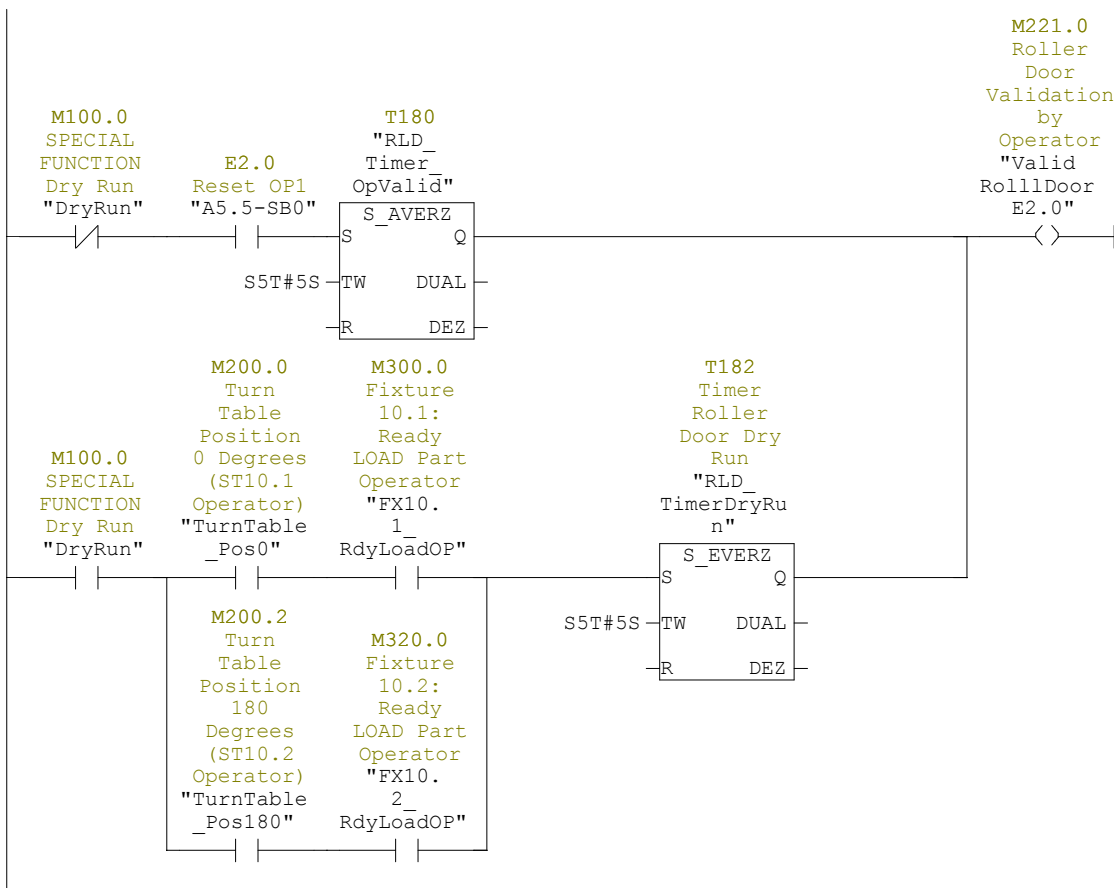 M221.0
Roller
Door
Validation
by
Operator
"Valid
RolllDoor
E2.0"
M100.0
SPECIAL
FUNCTION
Dry Run
"DryRun"
E2.0
Reset OP1
"A5.5-SB0"
T180
"RLD_
Timer_
OpValid"
S_AVERZ
S Q
S5T#5S TW DUAL
R DEZ
M100.0
SPECIAL
FUNCTION
Dry Run
"DryRun"
M200.0
Turn
Table
Position
0 Degrees
(ST10.1
Operator)
"TurnTable
_Pos0"
M300.0
Fixture
10.1:
Ready
LOAD Part
Operator
"FX10.
1_
RdyLoadOP"
T182
Timer
Roller
Door Dry
Run
"RLD_
TimerDryRu
n"
S_EVERZ
S Q
S5T#5S TW DUAL
R DEZ
M200.2
Turn
Table
Position
180
Degrees
(ST10.2
Operator)
"TurnTable
_Pos180"
M320.0
Fixture
10.2:
Ready
LOAD Part
Operator
"FX10.
2_
RdyLoadOP"